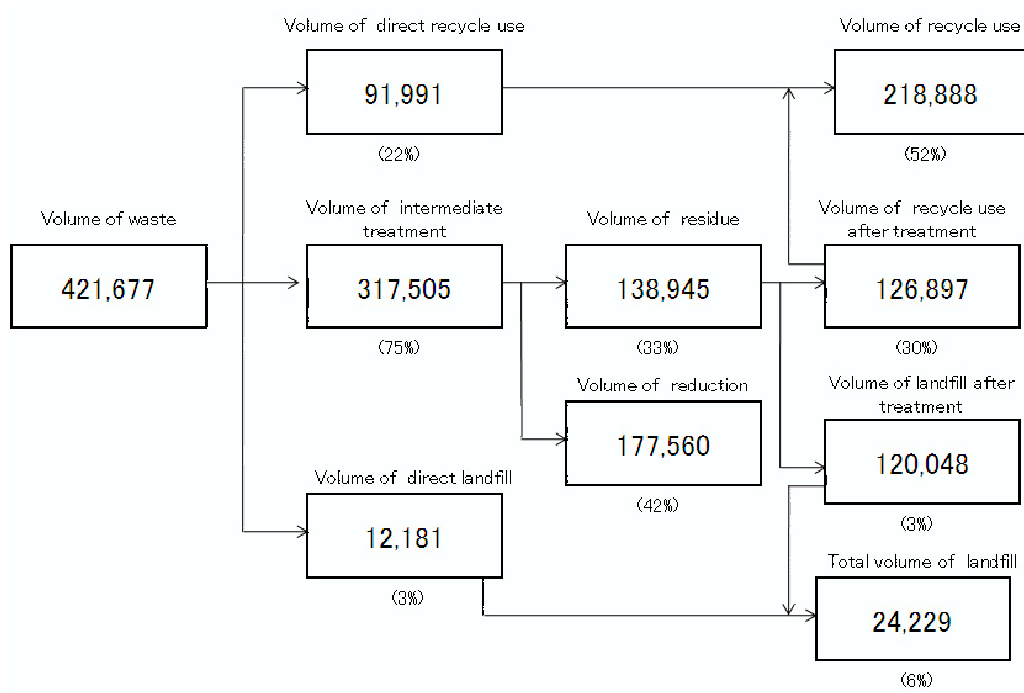 Volume of direct recycle use
91,991
(22%)
Volume of recycle use
218,888
(52%)
Volume of waste
421,677
Volume of intermediate
treatment
317,505
(75%)
Volume of residue
138,945
(33%)
Volume of recycle use
after treatment
126,897
(30%)
Volume of reduction
177,560
(42%)
Volume of landfill after
treatment
120,048
(3%)
Volume of direct landfill
12,181
(3%)
Total volume of landfill
24,229
(6%)